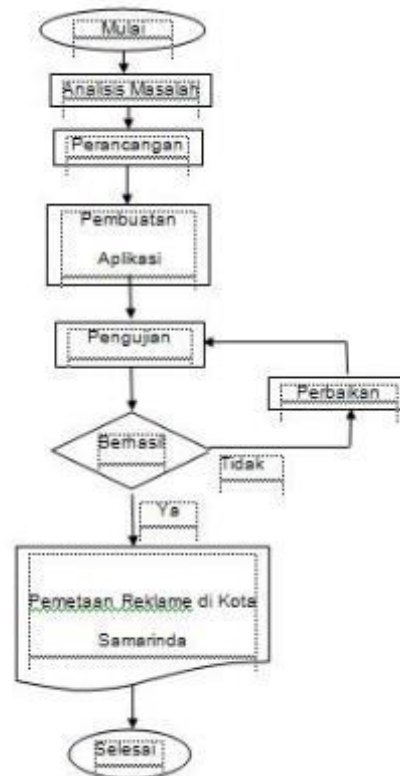 Mulai
Analisis Masalah
Perancangan
Pembuatan
Aplikasi
Pengujian
Perbaikan
Berhasil
Tidak
Ya
Pemetaan Reklame di Kota
Samarinda
Selesai